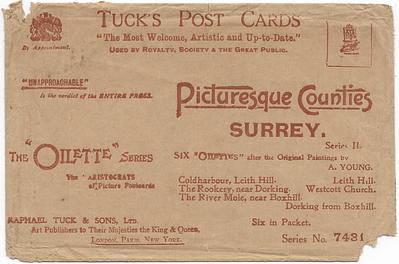 TUCK'S POST CARDS
"The Most Welcome, Artistic and Up-to-Date."
USED BY ROYALTY, SOCIETY & THE GREAT PUBLIC.
By Appointment.
"UNAPPROACHABLE"
is the verdict of the ENTIRE PRESS.
Picturesque Counties
SURREY.
Series II.
THE "OILETTE" SERIES
The "ARISTOCRATS
of Picture Postcards
SIX "OILETTES" after the Original Paintings by
A. YOUNG.
Coldharbour, Leith Hill. Leith Hill.
The Rookery, near Dorking. Westcott Church.
The River Mole, near Boxhill.
Dorking from Boxhill.
RAPHAEL TUCK & SONS, LTD.
Art Publishers to Their Majesties the King & Queen,
LONDON, PARIS, NEW YORK.
Six in Packet.
Series No. 7431